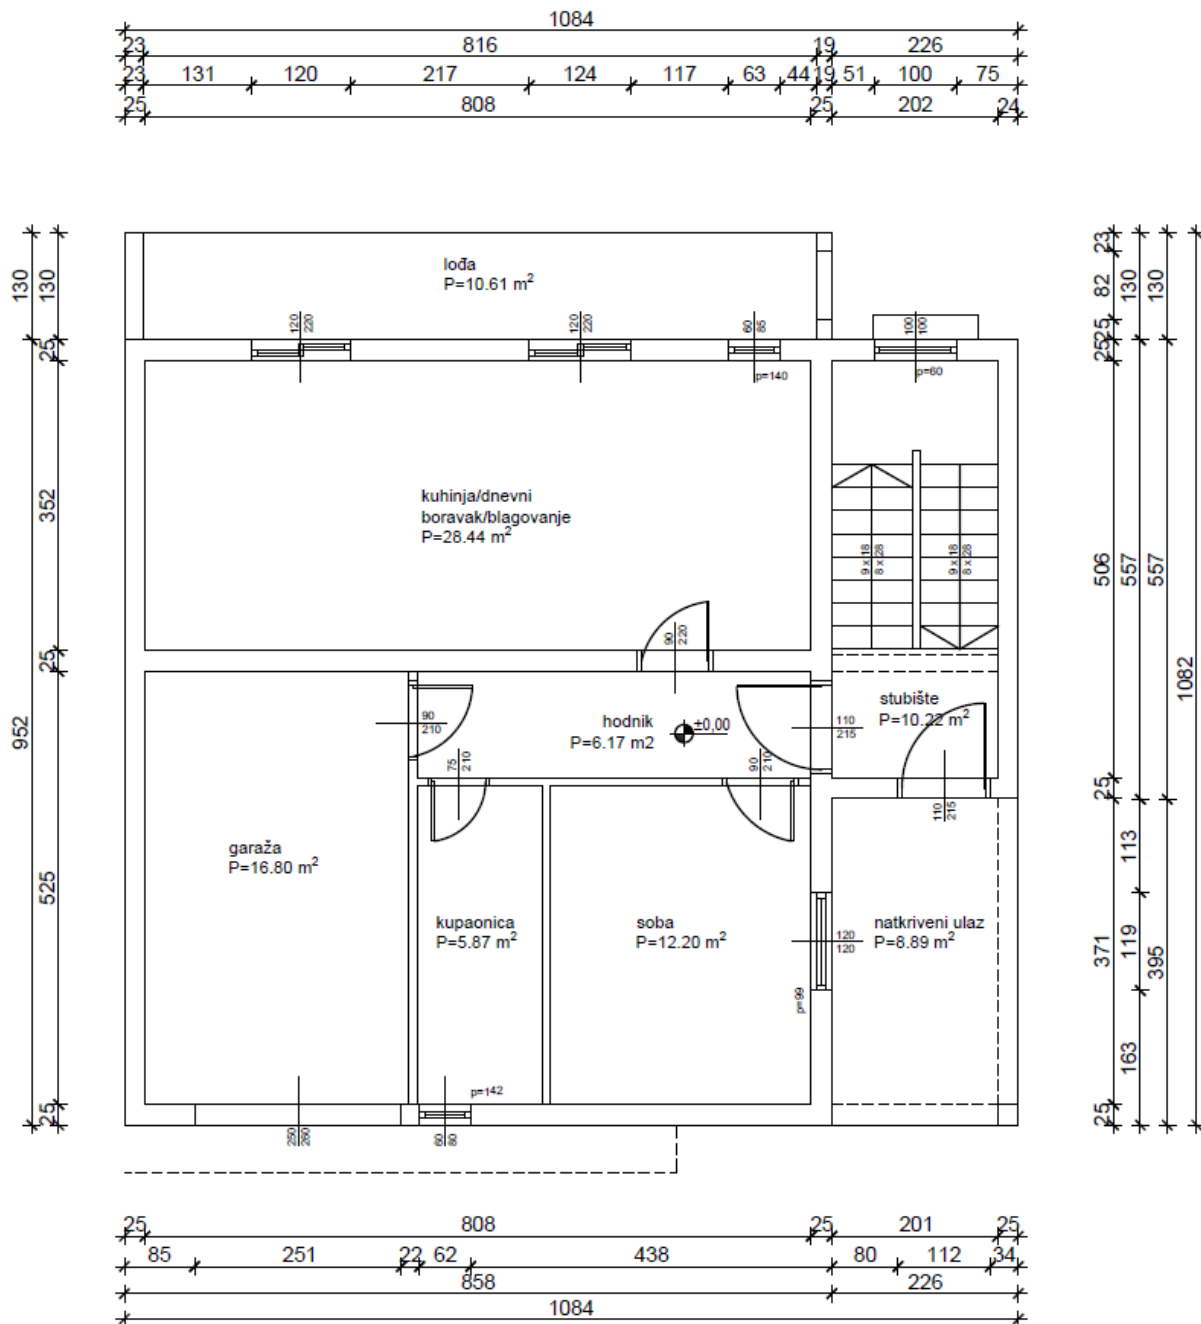 1084
23 816 19 226
23 131 120 217 124 117 63 44 19 51 100 75
25 808 25 202 24
lođa
P=10.61 m²
120
220
120
220
60
85
100
100
p=140
p=60
kuhinja/dnevni
boravak/blagovanje
P=28.44 m²
9 x 18
8 x 28
9 x 18
8 x 28
90
220
stubište
P=10.22 m²
hodnik
P=6.17 m2
±0,00
90
210
75
210
90
210
110
215
110
215
garaža
P=16.80 m²
kupaonica
P=5.87 m²
soba
P=12.20 m²
natkriveni ulaz
P=8.89 m²
120
120
p=99
p=142
250
260
60
80
130
952
130
25
352
25
525
25
23
82
25
25
506
25
371
25
130
557
113
119
163
130
557
395
1082
25 808 25 201 25
85 251 22 62 438 80 112 34
858 226
1084